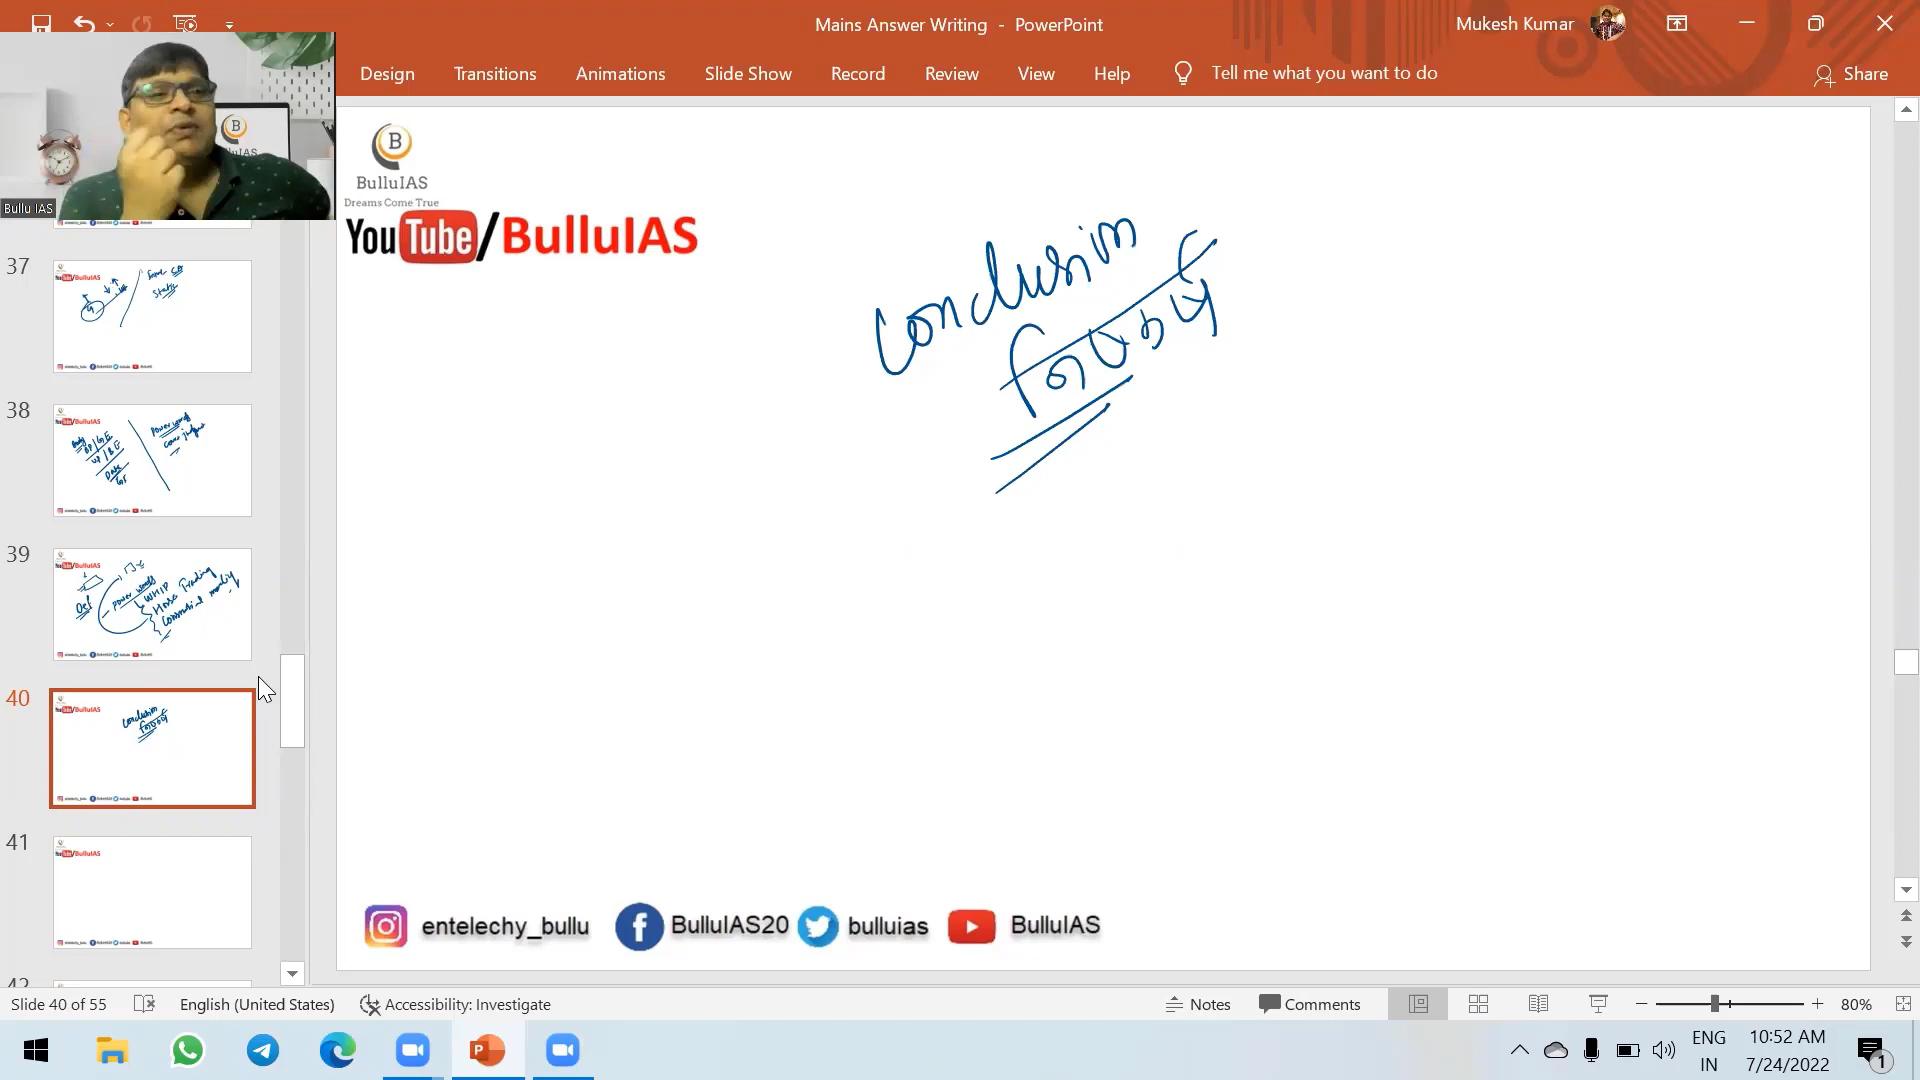 Mains Answer Writing - PowerPoint
Mukesh Kumar
Design Transitions Animations Slide Show Record Review View Help Tell me what you want to do
Share
Bullu IAS
B
BulluIAS
Dreams Come True
YouTube/BulluIAS
Conclusion
37
38
39
40
41
entelechy_bullu BulluIAS20 bulluias BulluIAS
Slide 40 of 55 English (United States) Accessibility: Investigate
Notes Comments 80%
ENG
IN
10:52 AM
7/24/2022
1